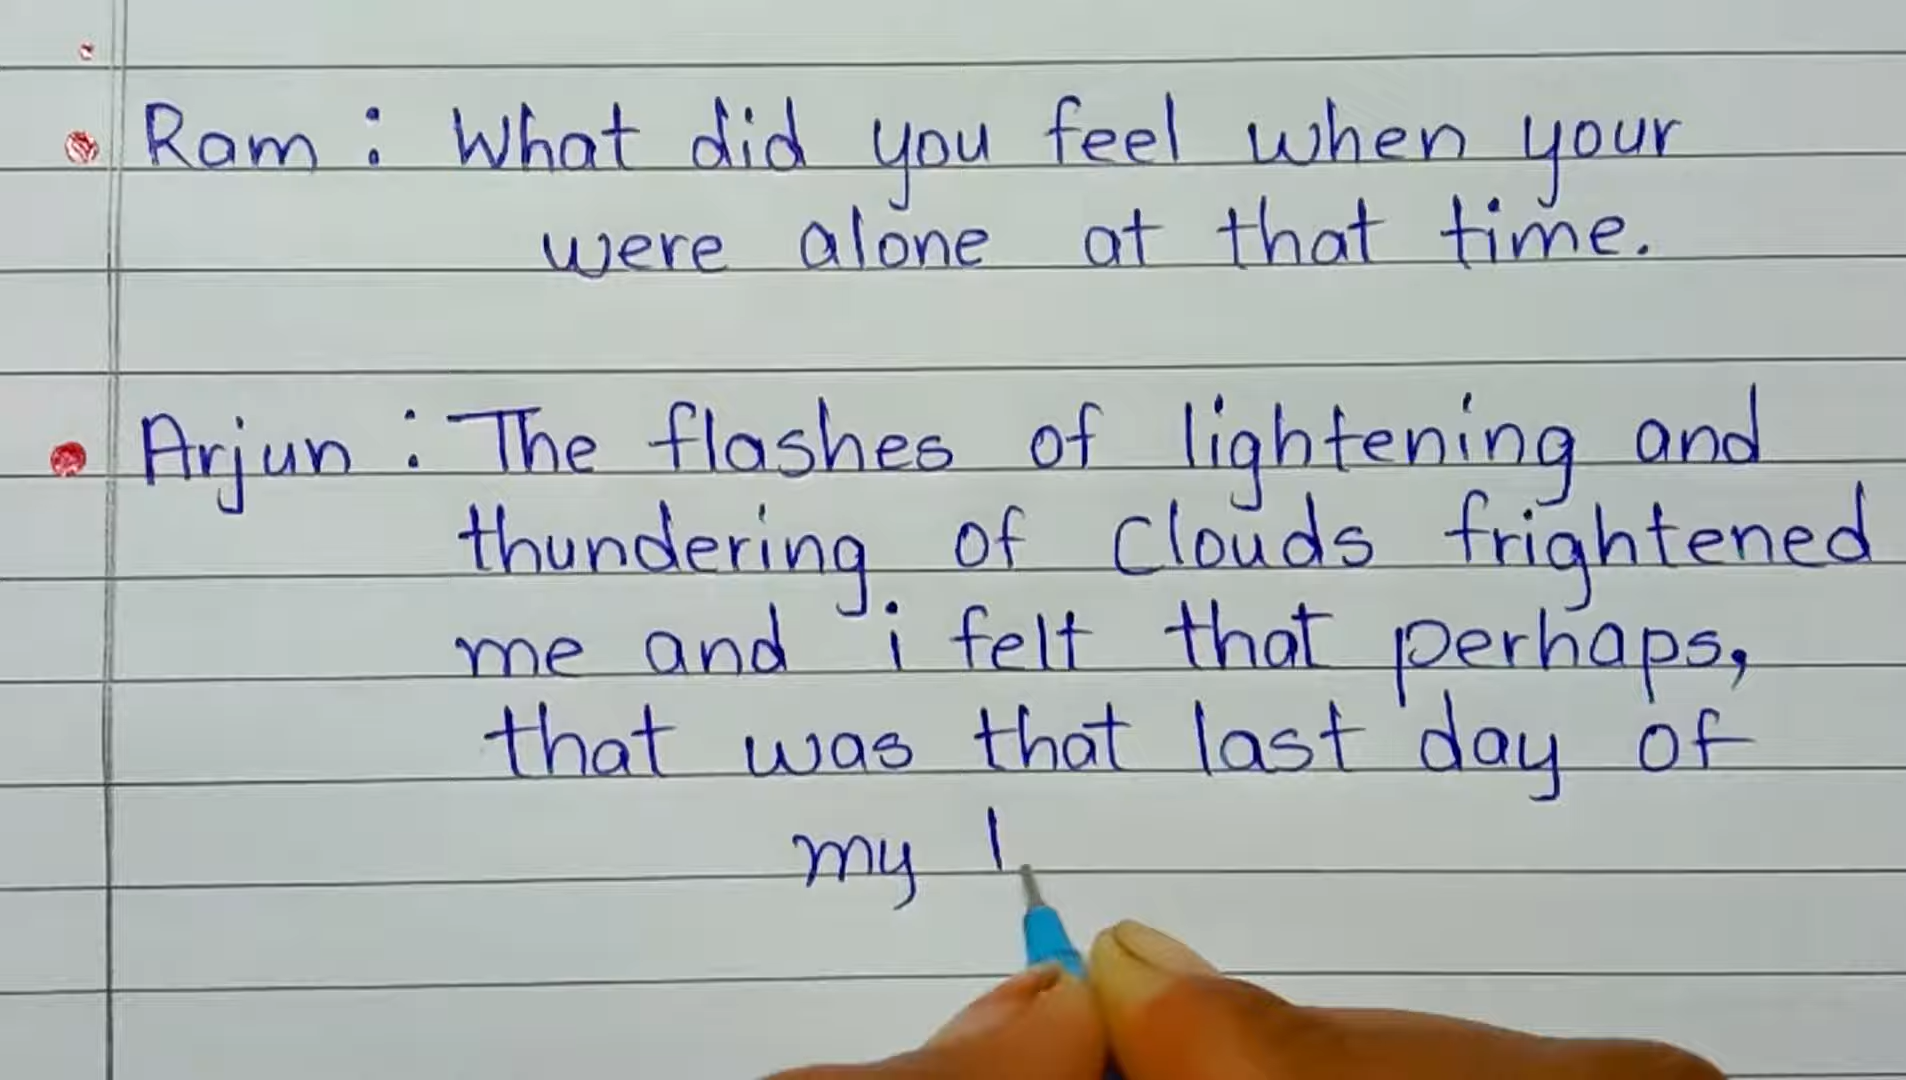 Ram : What did you feel when your
were alone at that time.
Arjun : The flashes of lightening and
thundering of clouds frightened
me and i felt that perhaps,
that was that last day of
my l